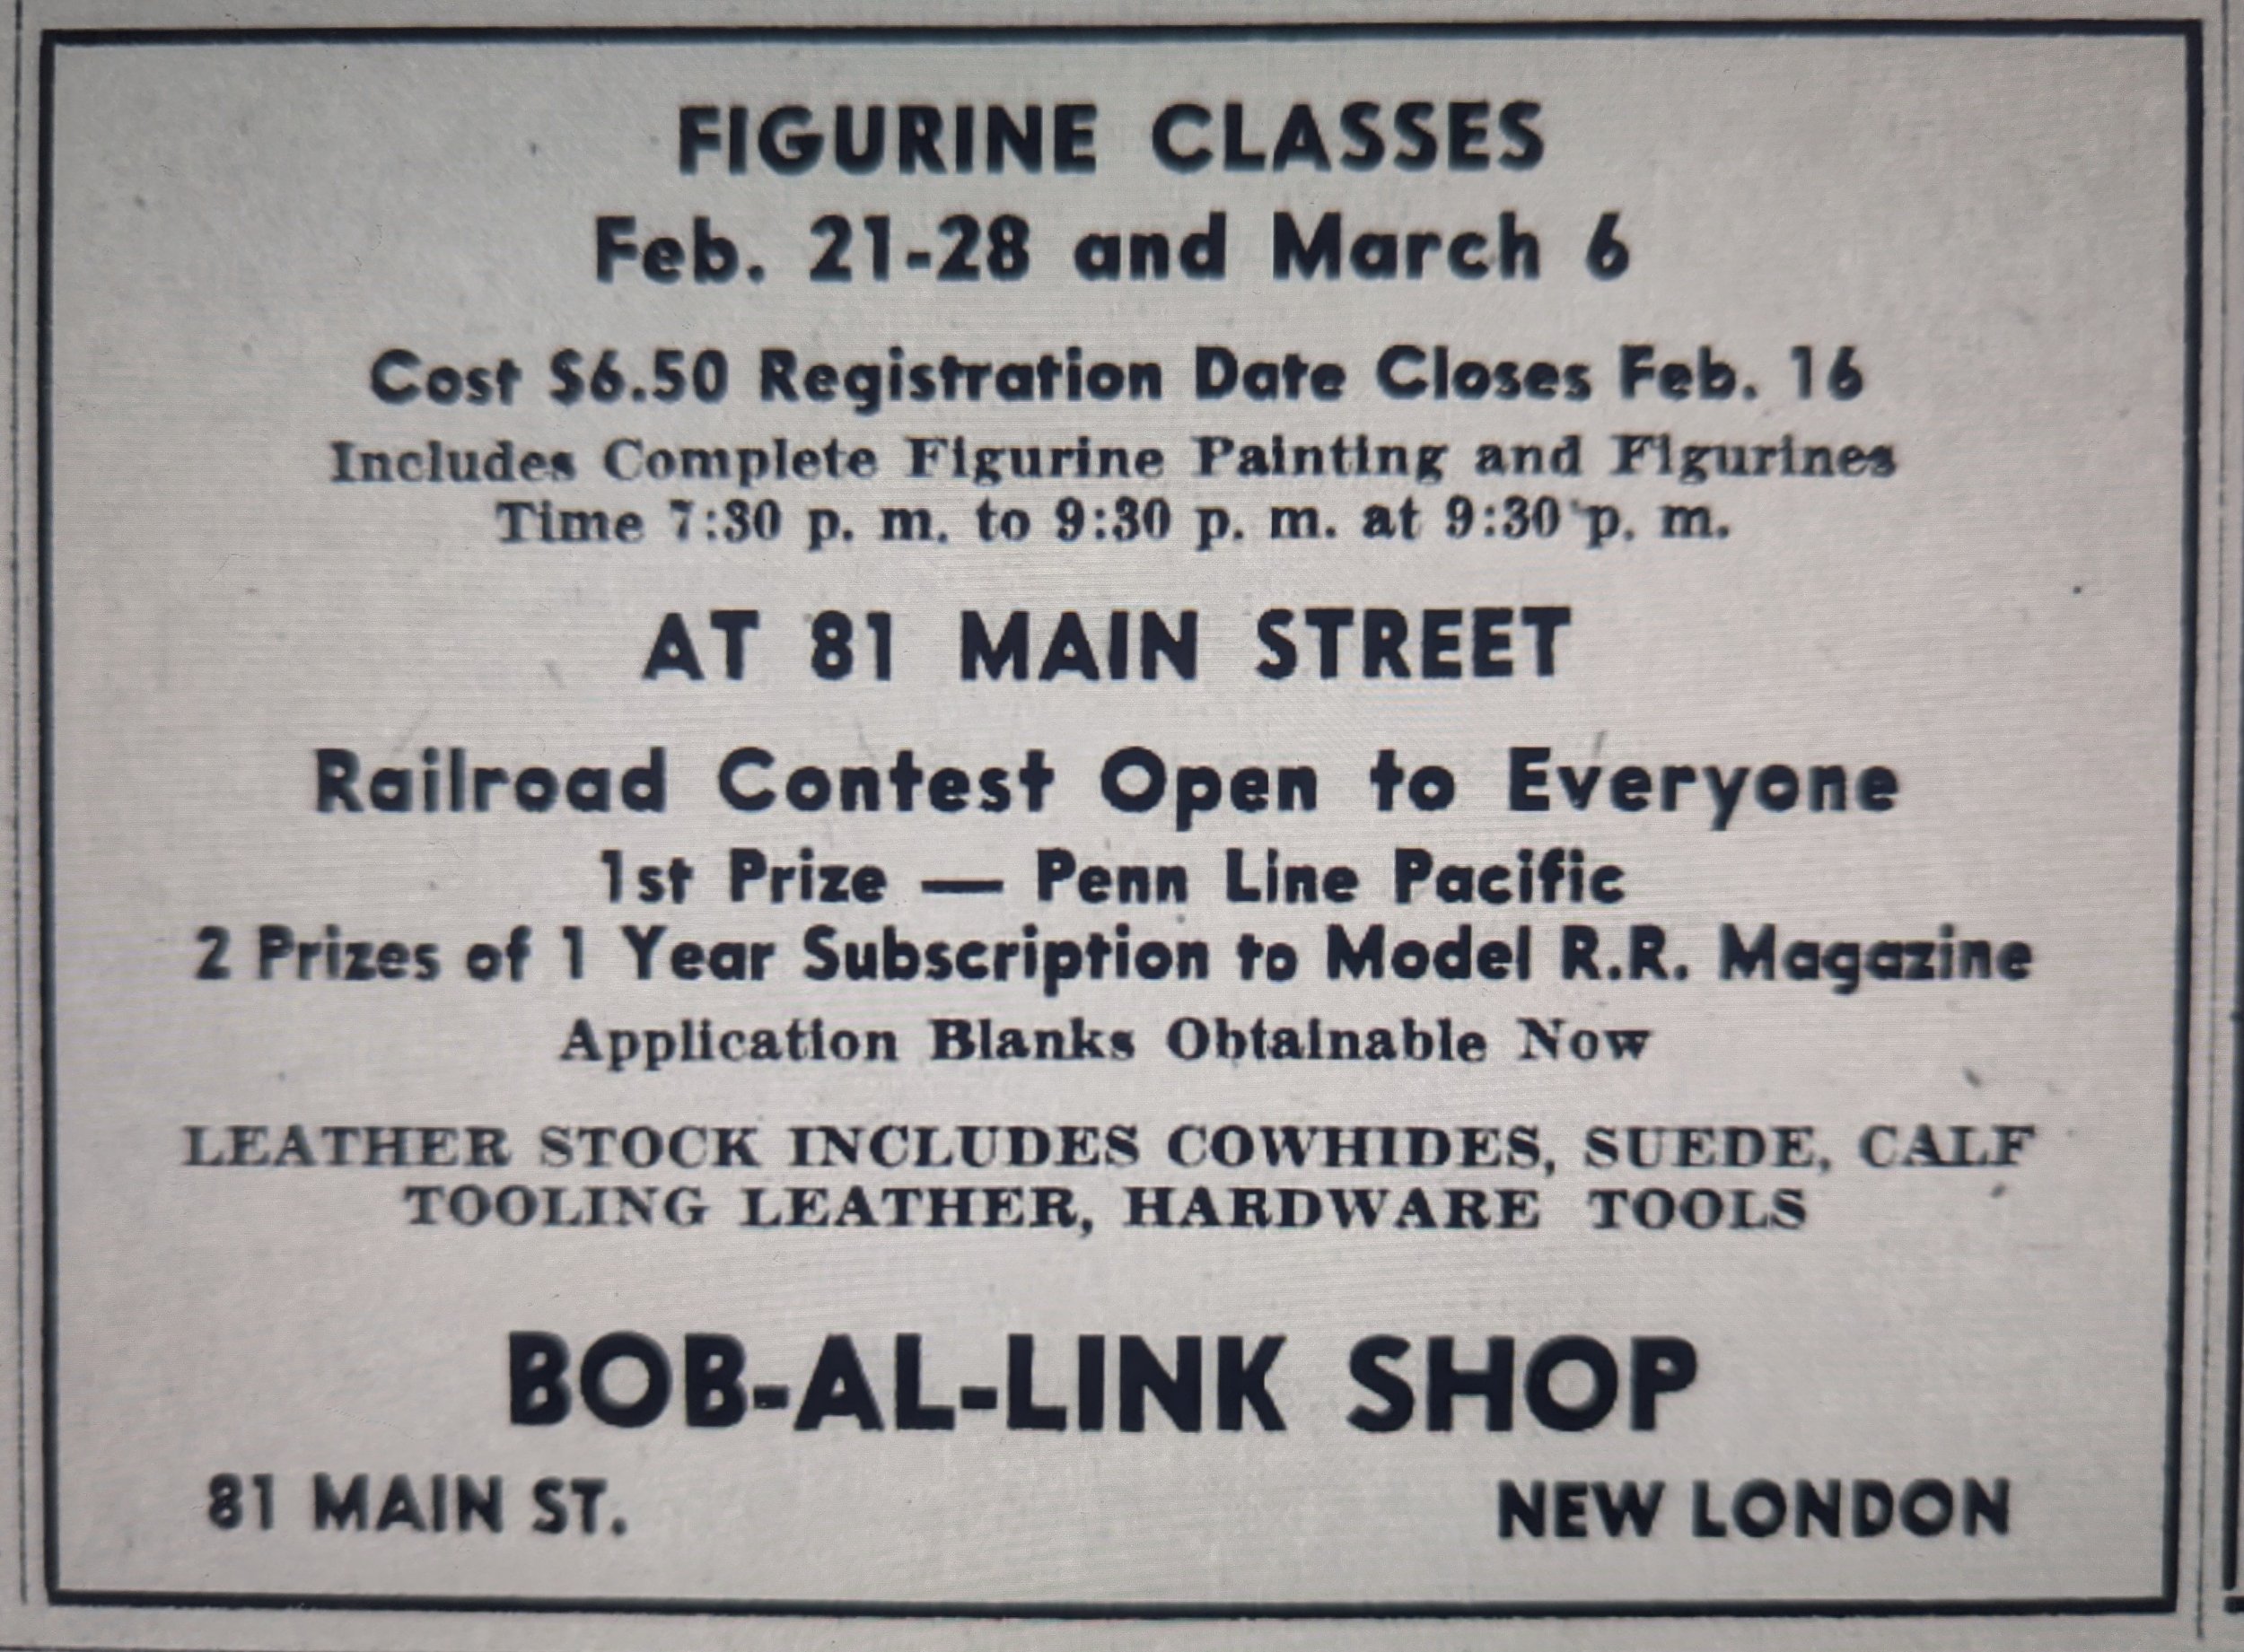 FIGURINE CLASSES
Feb. 21-28 and March 6
Cost $6.50 Registration Date Closes Feb. 16
Includes Complete Figurine Painting and Figurines
Time 7:30 p. m. to 9:30 p. m. at 9:30 p. m.
AT 81 MAIN STREET
Railroad Contest Open to Everyone
1st Prize — Penn Line Pacific
2 Prizes of 1 Year Subscription to Model R.R. Magazine
Application Blanks Obtainable Now
LEATHER STOCK INCLUDES COWHIDES, SUEDE, CALF
TOOLING LEATHER, HARDWARE TOOLS
BOB-AL-LINK SHOP
81 MAIN ST. NEW LONDON